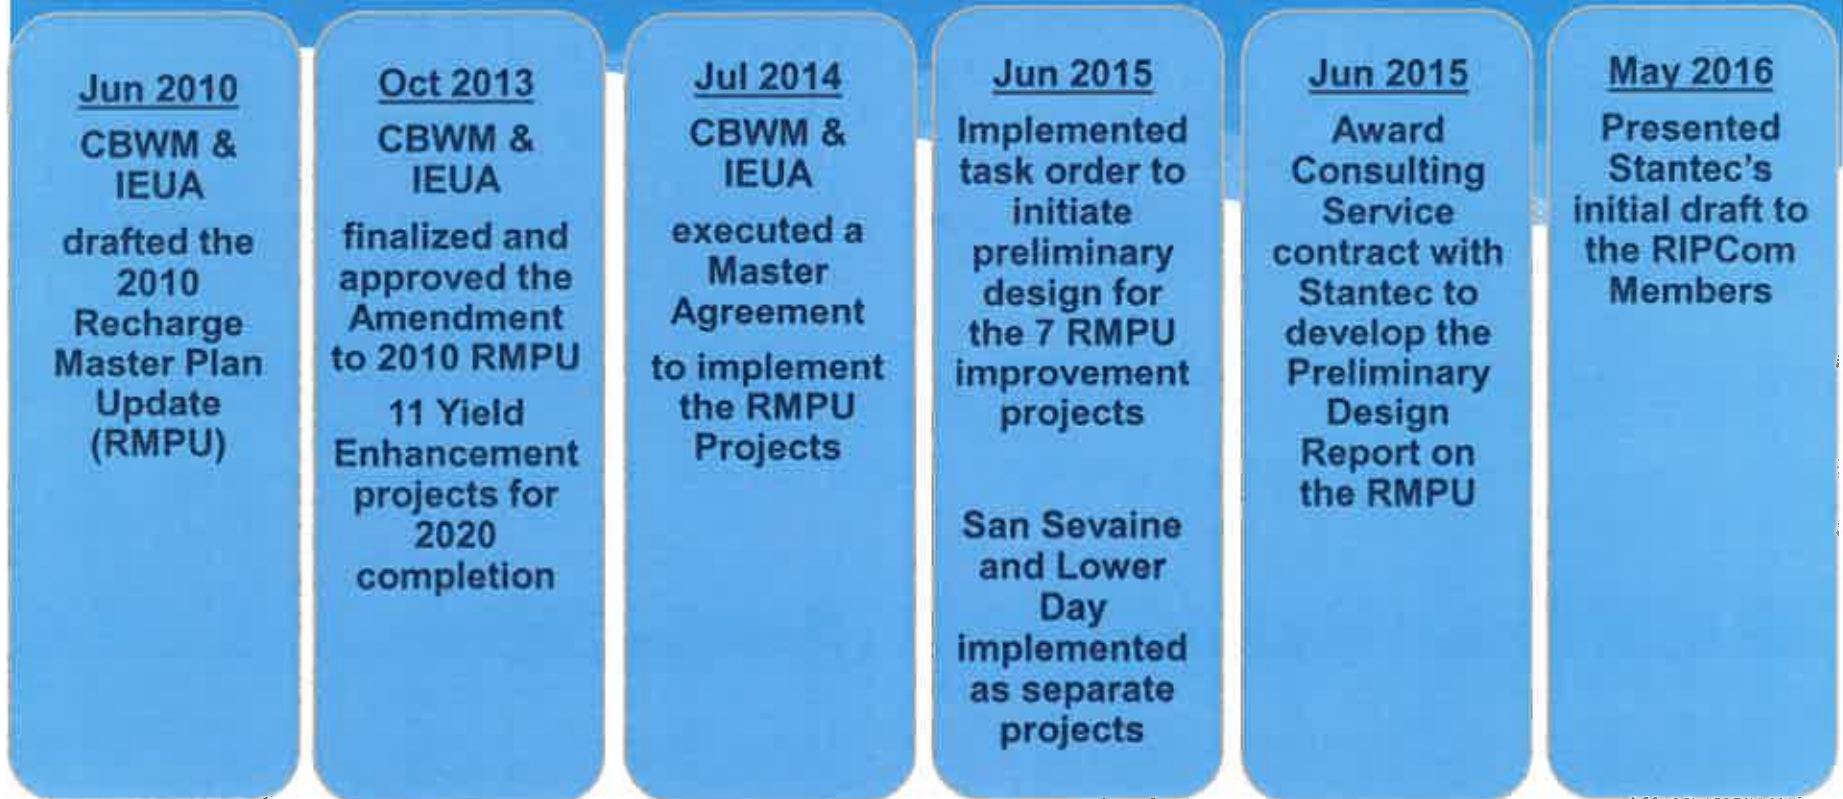 Jun 2010
CBWM &
IEUA
drafted the
2010
Recharge
Master Plan
Update
(RMPU)
Oct 2013
CBWM &
IEUA
finalized and
approved the
Amendment
to 2010 RMPU
11 Yield
Enhancement
projects for
2020
completion
Jul 2014
CBWM &
IEUA
executed a
Master
Agreement
to implement
the RMPU
Projects
Jun 2015
Implemented
task order to
initiate
preliminary
design for
the 7 RMPU
improvement
projects
San Sevaine
and Lower
Day
implemented
as separate
projects
Jun 2015
Award
Consulting
Service
contract with
Stantec to
develop the
Preliminary
Design
Report on
the RMPU
May 2016
Presented
Stantec's
initial draft to
the RIPCom
Members